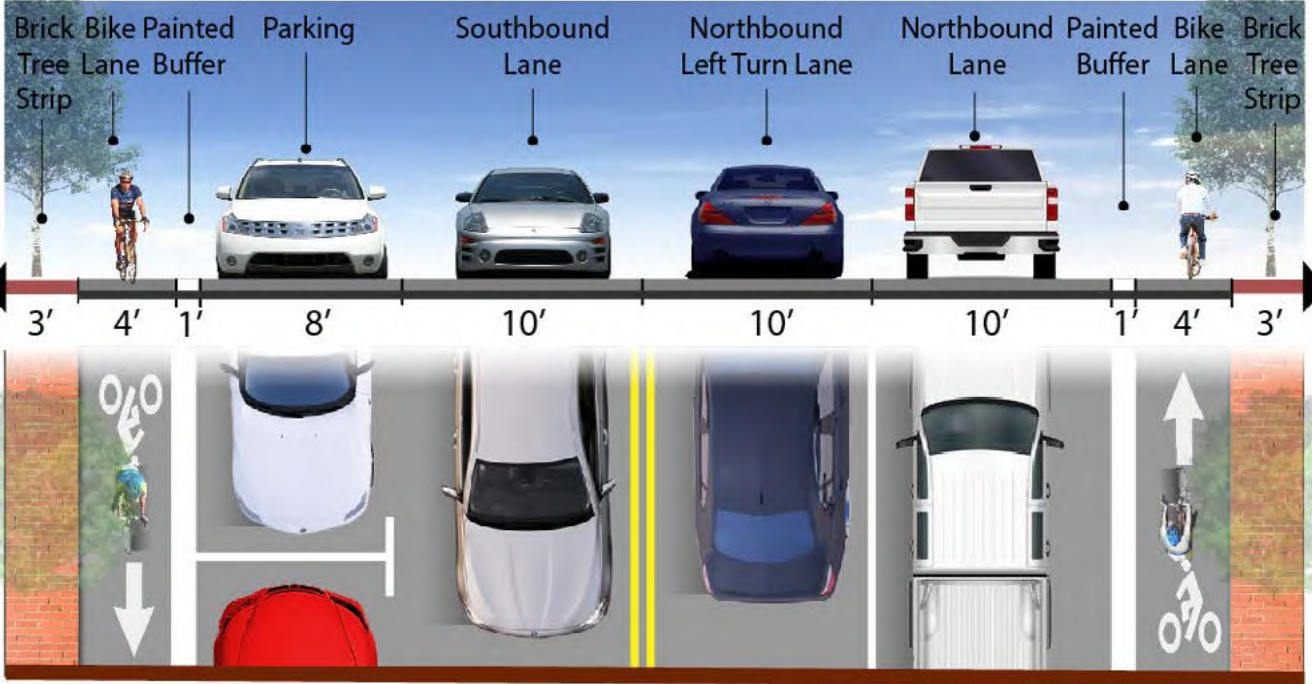 Brick Tree Strip
Bike Lane
Painted Buffer
Parking
Southbound Lane
Northbound Left Turn Lane
Northbound Lane
Painted Buffer
Bike Lane
Brick Tree Strip
3’ 4’ 1’ 8’ 10’ 10’ 10’ 1’ 4’ 3’